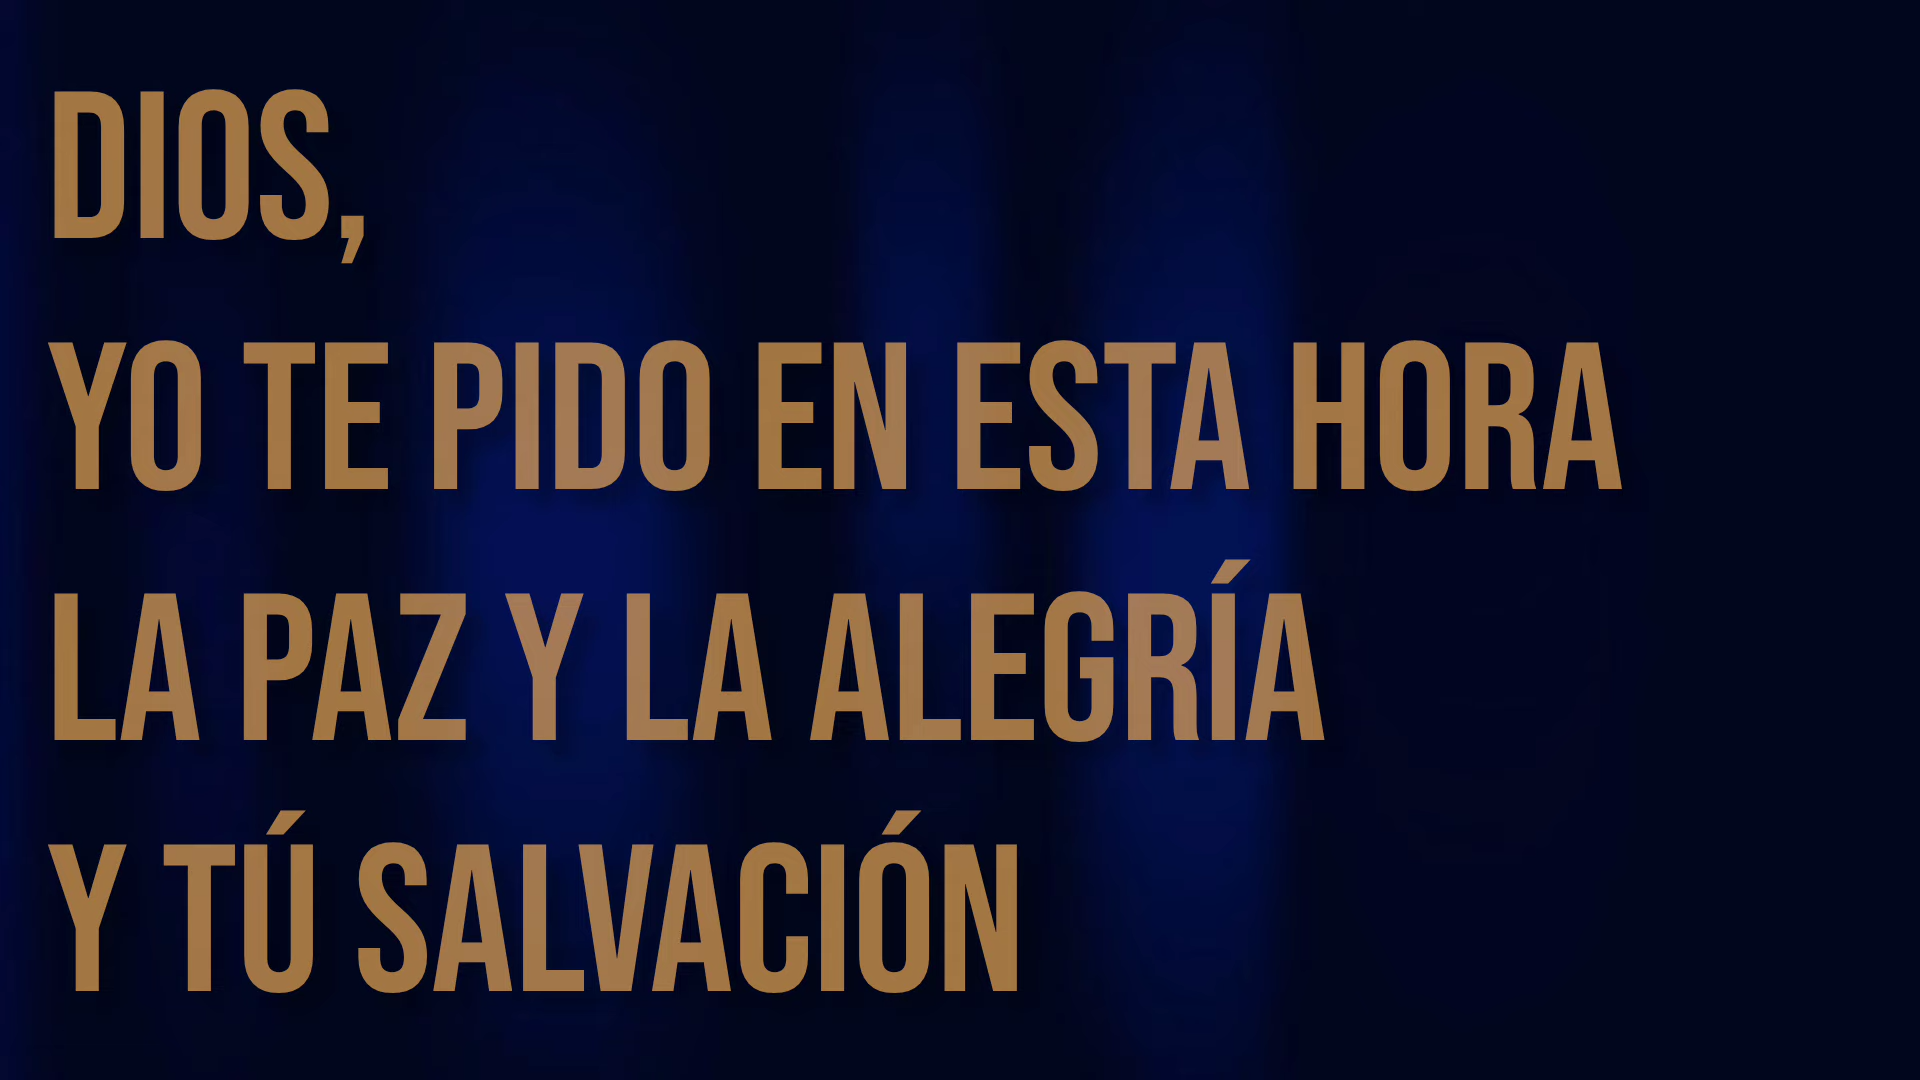 DIOS,
YO TE PIDO EN ESTA HORA
LA PAZ Y LA ALEGRÍA
Y TÚ SALVACIÓN